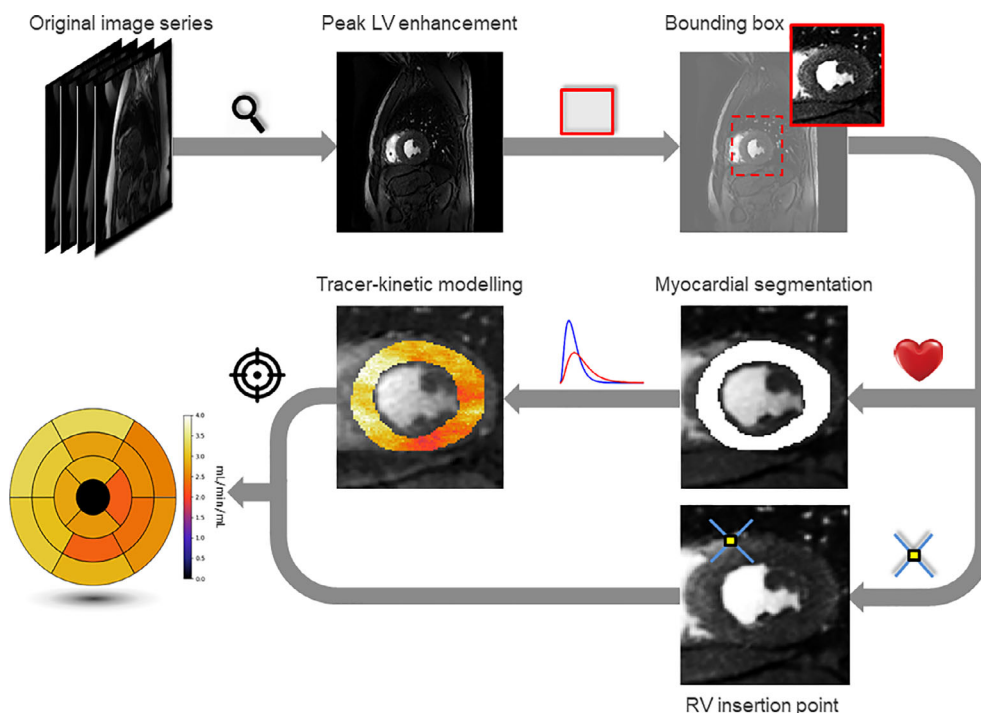 Original image series
Peak LV enhancement
Bounding box
Tracer-kinetic modelling
Myocardial segmentation
4.0
3.5
3.0
2.5
2.0
1.5
1.0
0.5
0.0
mL/min/mL
RV insertion point